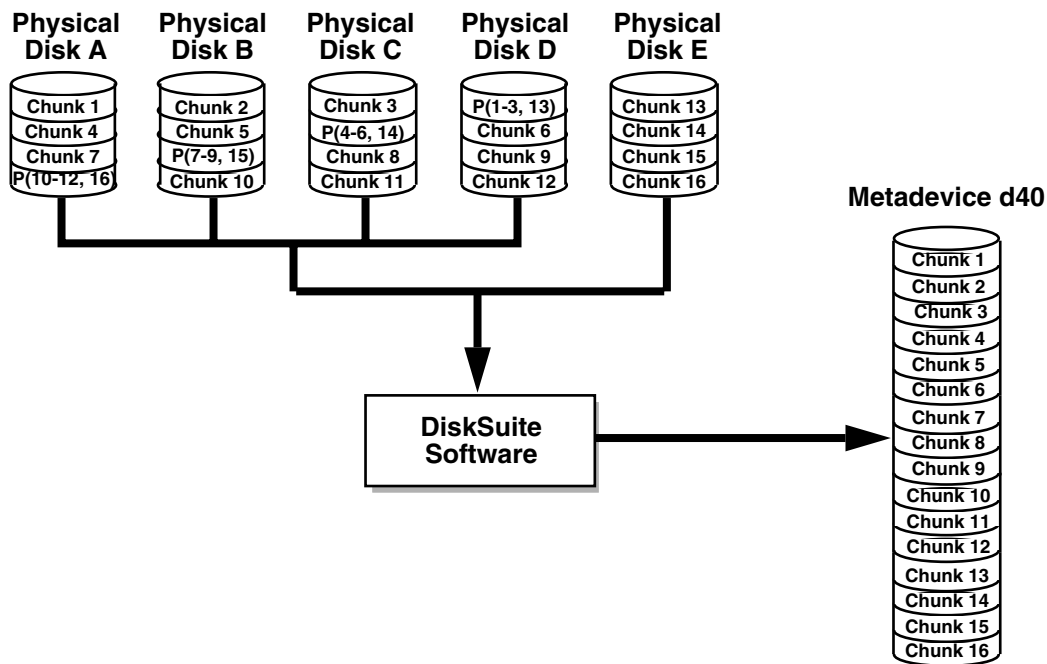 Physical
Disk A
Physical
Disk B
Physical
Disk C
Physical
Disk D
Physical
Disk E
Chunk 1
Chunk 4
Chunk 7
P(10-12, 16)
Chunk 2
Chunk 5
P(7-9, 15)
Chunk 10
Chunk 3
P(4-6, 14)
Chunk 8
Chunk 11
P(1-3, 13)
Chunk 6
Chunk 9
Chunk 12
Chunk 13
Chunk 14
Chunk 15
Chunk 16
DiskSuite
Software
Metadevice d40
Chunk 1
Chunk 2
Chunk 3
Chunk 4
Chunk 5
Chunk 6
Chunk 7
Chunk 8
Chunk 9
Chunk 10
Chunk 11
Chunk 12
Chunk 13
Chunk 14
Chunk 15
Chunk 16